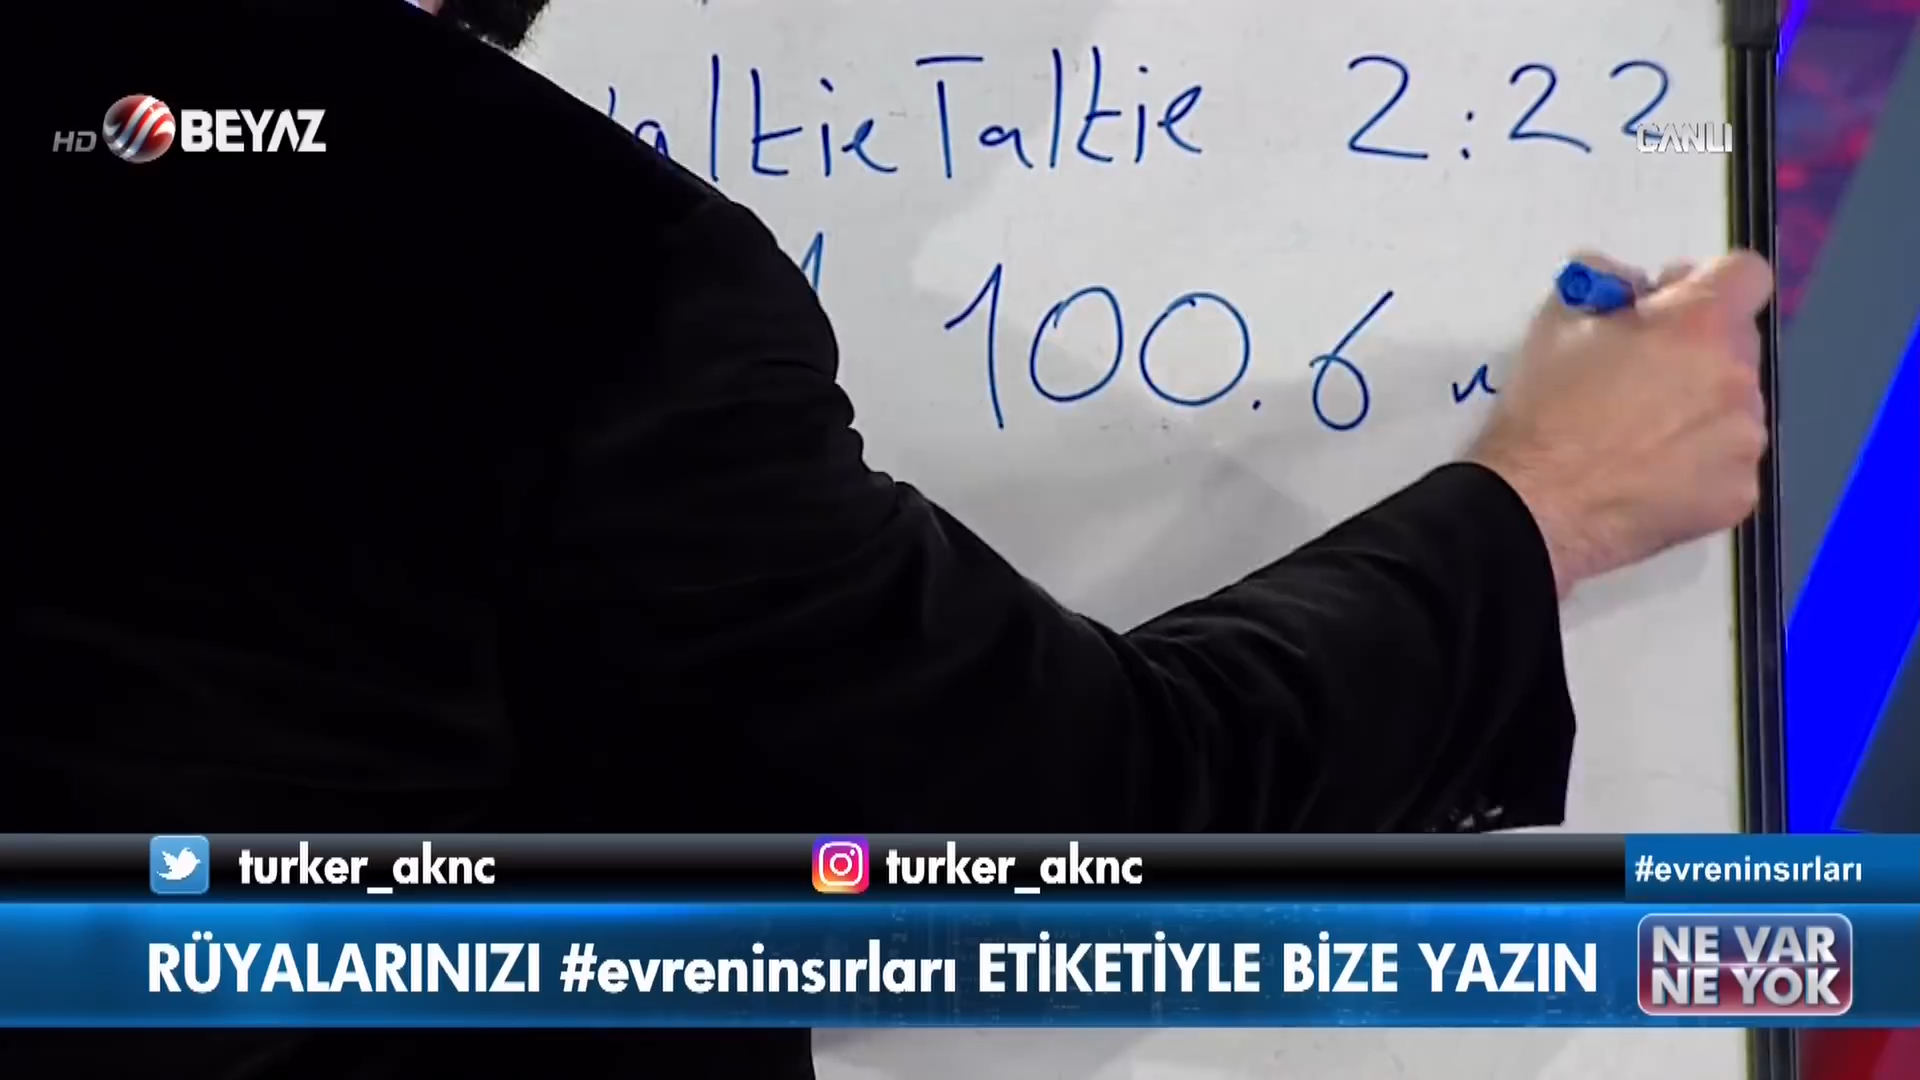 TalkieTalkie 2:22
CANLI
HD BEYAZ
100.6
turker_aknc
turker_aknc
#evreninsırları
RÜYALARINIZI #evreninsırları ETİKETİYLE BİZE YAZIN
NE VAR
NE YOK